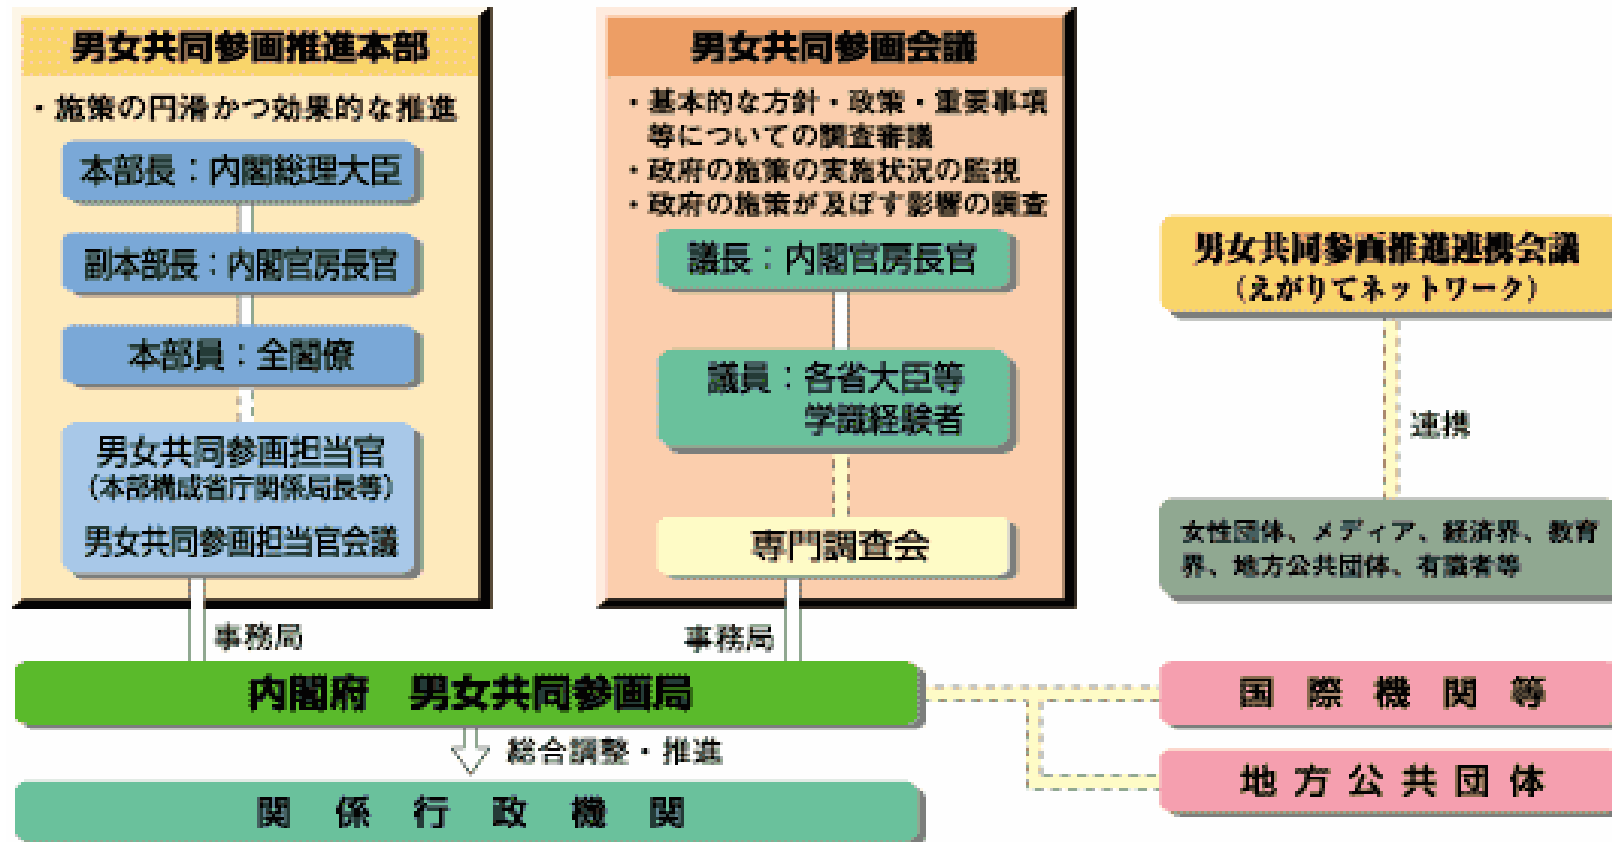 男女共同参画推進本部
・施策の円滑かつ効果的な推進
本部長：内閣総理大臣
副本部長：内閣官房長官
本部員：全閣僚
男女共同参画担当官
（本部構成省庁関係局長等）
男女共同参画担当官会議
事務局
男女共同参画会議
・基本的な方針・政策・重要事項
等についての調査審議
・政府の施策の実施状況の監視
・政府の施策が及ぼす影響の調査
議長：内閣官房長官
議員：各省大臣等
学識経験者
専門調査会
事務局
男女共同参画推進連携会議
（えがりてネットワーク）
連携
女性団体、メディア、経済界、教育
界、地方公共団体、有識者等
内閣府　男女共同参画局
総合調整・推進
関係行政機関
国際機関等
地方公共団体